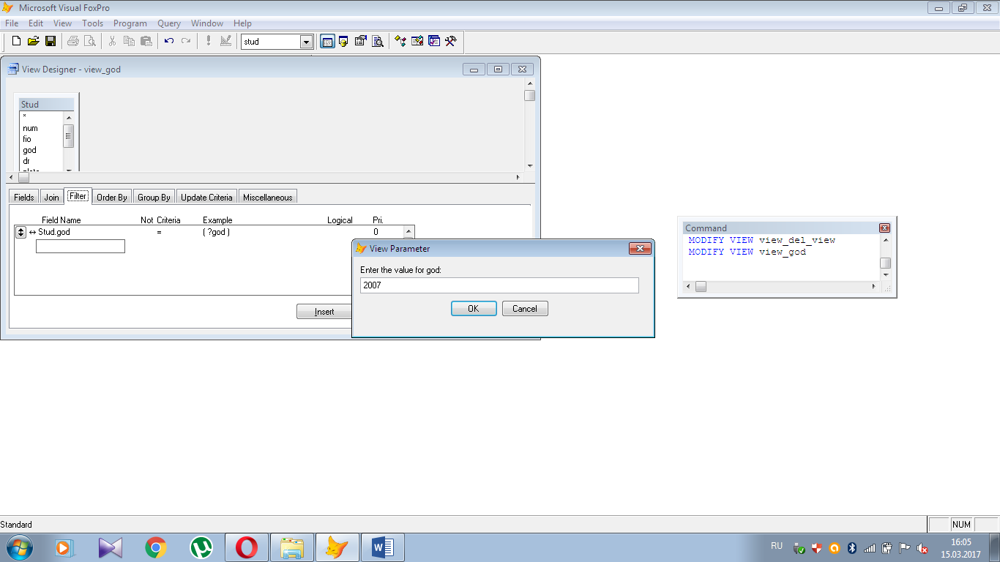 Microsoft Visual FoxPro
File Edit View Tools Program Query Window Help
stud
View Designer - view_god
Stud
*
num
fio
god
dr
Fields Join Filter Order By Group By Update Criteria Miscellaneous
Field Name Not Criteria Example Logical Pri.
Stud.god = ( ?god ) 0
Insert
View Parameter
Enter the value for god:
2007
OK Cancel
Command
MODIFY VIEW view_del_view
MODIFY VIEW view_god
Standard
NUM
RU
16:05
15.03.2017